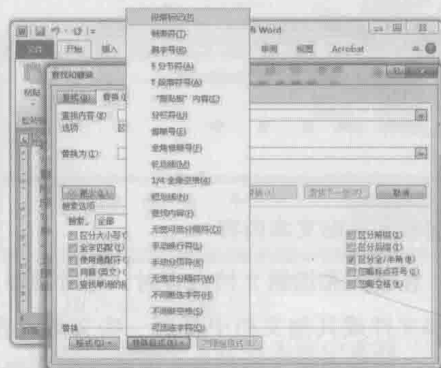 Word
文件
开始
插入
审阅
视图
Acrobat
粘贴
查找和替换
查找(D)
替换(P)
查找内容(N):
选项
替换为(I):
查找下一处(F)
取消
搜索选项
搜索: 全部
区分大小写
全字匹配(Y)
使用通配符
同音(英文)
查找单词的
区分前缀(X)
区分后缀(T)
区分全/半角(M)
忽略标点符号(S)
忽略空格(W)
替换
格式(O)
特殊格式(E)
不限定格式(T)
段落标记(P)
制表符(T)
§ 分节符(A)
¶ 段落符号(A)
"剪贴板" 内容(C)
分栏符(U)
省略号(E)
全角省略号(F)
长划线(M)
1/4 全角空格(4)
短划线(N)
查找内容(F)
无宽可选分隔符(O)
手动换行符(L)
手动分页符(K)
无宽非分隔符(W)
不间断连字符(H)
不间断空格(S)
可选连字符(O)